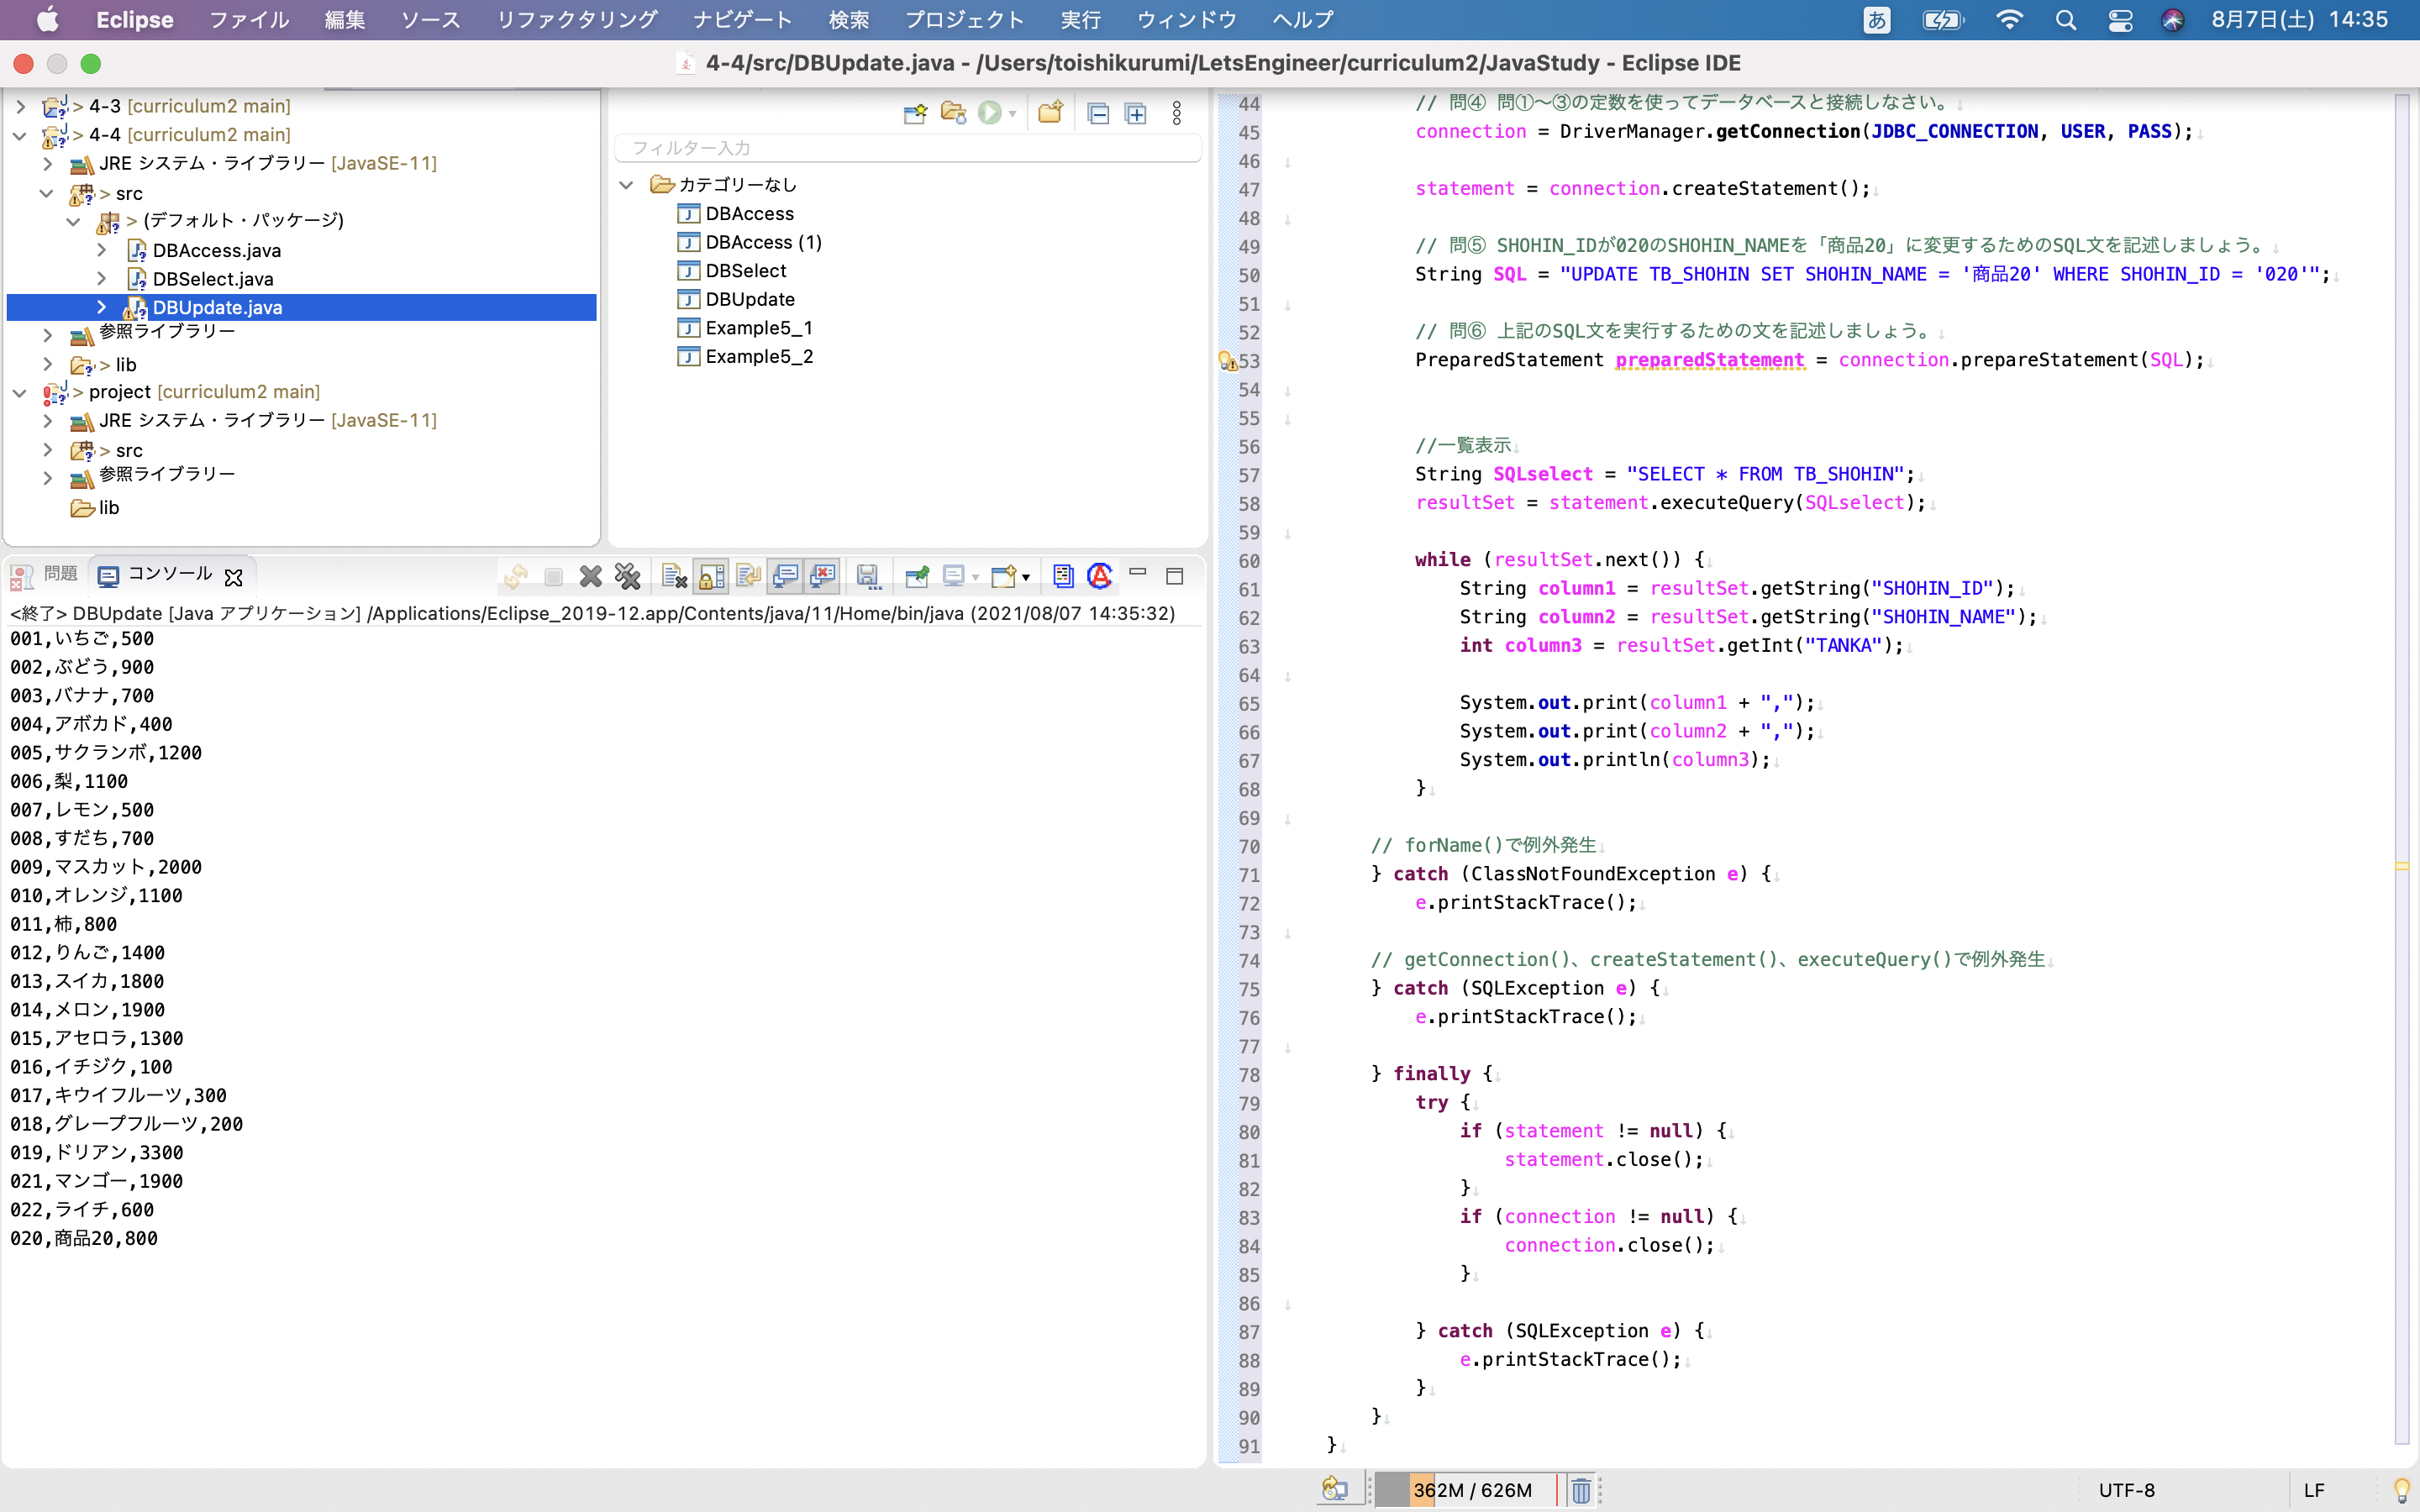 Eclipse ファイル 編集 ソース リファクタリング ナビゲート 検索 プロジェクト 実行 ウィンドウ ヘルプ あ 8月7日(土) 14:35
4-4/src/DBUpdate.java - /Users/toishikurumi/LetsEngineer/curriculum2/JavaStudy - Eclipse IDE
> 4-3 [curriculum2 main]
> 4-4 [curriculum2 main]
JRE システム・ライブラリー [JavaSE-11]
> src
> (デフォルト・パッケージ)
DBAccess.java
DBSelect.java
DBUpdate.java
参照ライブラリー
> lib
> project [curriculum2 main]
JRE システム・ライブラリー [JavaSE-11]
> src
参照ライブラリー
lib
フィルター入力
カテゴリーなし
DBAccess
DBAccess (1)
DBSelect
DBUpdate
Example5_1
Example5_2
問題 コンソール
<終了> DBUpdate [Java アプリケーション] /Applications/Eclipse_2019-12.app/Contents/java/11/Home/bin/java (2021/08/07 14:35:32)
001,いちご,500
002,ぶどう,900
003,バナナ,700
004,アボカド,400
005,サクランボ,1200
006,梨,1100
007,レモン,500
008,すだち,700
009,マスカット,2000
010,オレンジ,1100
011,柿,800
012,りんご,1400
013,スイカ,1800
014,メロン,1900
015,アセロラ,1300
016,イチジク,100
017,キウイフルーツ,300
018,グレープフルーツ,200
019,ドリアン,3300
021,マンゴー,1900
022,ライチ,600
020,商品20,800
44 // 問④ 問①〜③の定数を使ってデータベースと接続しなさい。
45 connection = DriverManager.getConnection(JDBC_CONNECTION, USER, PASS);
46
47 statement = connection.createStatement();
48
49 // 問⑤ SHOHIN_IDが020のSHOHIN_NAMEを「商品20」に変更するためのSQL文を記述しましょう。
50 String SQL = "UPDATE TB_SHOHIN SET SHOHIN_NAME = '商品20' WHERE SHOHIN_ID = '020'";
51
52 // 問⑥ 上記のSQL文を実行するための文を記述しましょう。
53 PreparedStatement preparedStatement = connection.prepareStatement(SQL);
54
55
56 //一覧表示
57 String SQLselect = "SELECT * FROM TB_SHOHIN";
58 resultSet = statement.executeQuery(SQLselect);
59
60 while (resultSet.next()) {
61 String column1 = resultSet.getString("SHOHIN_ID");
62 String column2 = resultSet.getString("SHOHIN_NAME");
63 int column3 = resultSet.getInt("TANKA");
64
65 System.out.print(column1 + ",");
66 System.out.print(column2 + ",");
67 System.out.println(column3);
68 }
69
70 // forName()で例外発生
71 } catch (ClassNotFoundException e) {
72 e.printStackTrace();
73
74 // getConnection()、createStatement()、executeQuery()で例外発生
75 } catch (SQLException e) {
76 e.printStackTrace();
77
78 } finally {
79 try {
80 if (statement != null) {
81 statement.close();
82 }
83 if (connection != null) {
84 connection.close();
85 }
86
87 } catch (SQLException e) {
88 e.printStackTrace();
89 }
90 }
91 }
362M / 626M UTF-8 LF